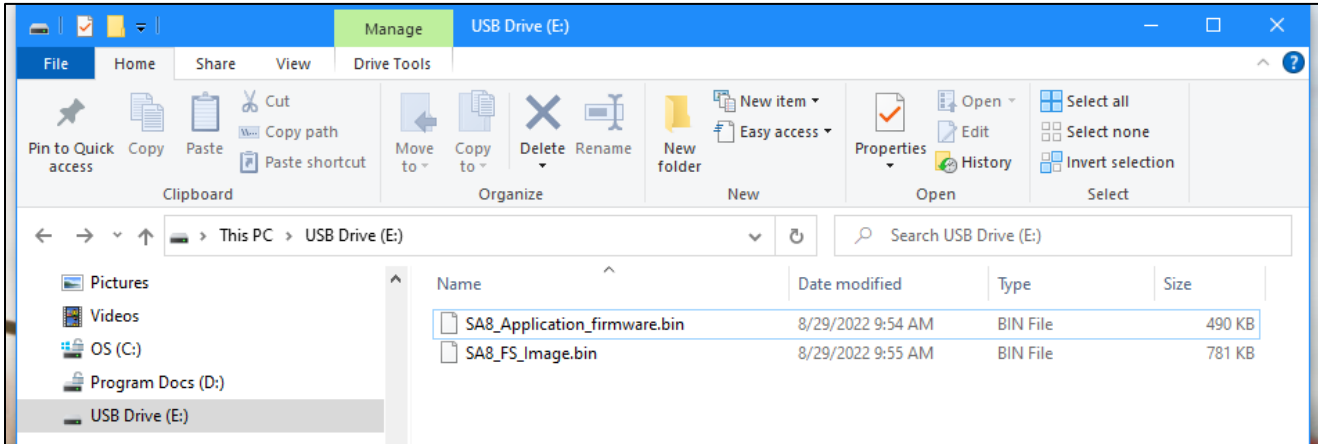 Manage USB Drive (E:)
File Home Share View Drive Tools
Pin to Quick access
Copy
Paste
Cut
Copy path
Paste shortcut
Clipboard
Move to
Copy to
Delete
Rename
Organize
New folder
New item
Easy access
New
Properties
Open
Edit
History
Open
Select all
Select none
Invert selection
Select
This PC > USB Drive (E:)
Search USB Drive (E:)
Pictures
Videos
OS (C:)
Program Docs (D:)
USB Drive (E:)
Name Date modified Type Size
SA8_Application_firmware.bin 8/29/2022 9:54 AM BIN File 490 KB
SA8_FS_Image.bin 8/29/2022 9:55 AM BIN File 781 KB